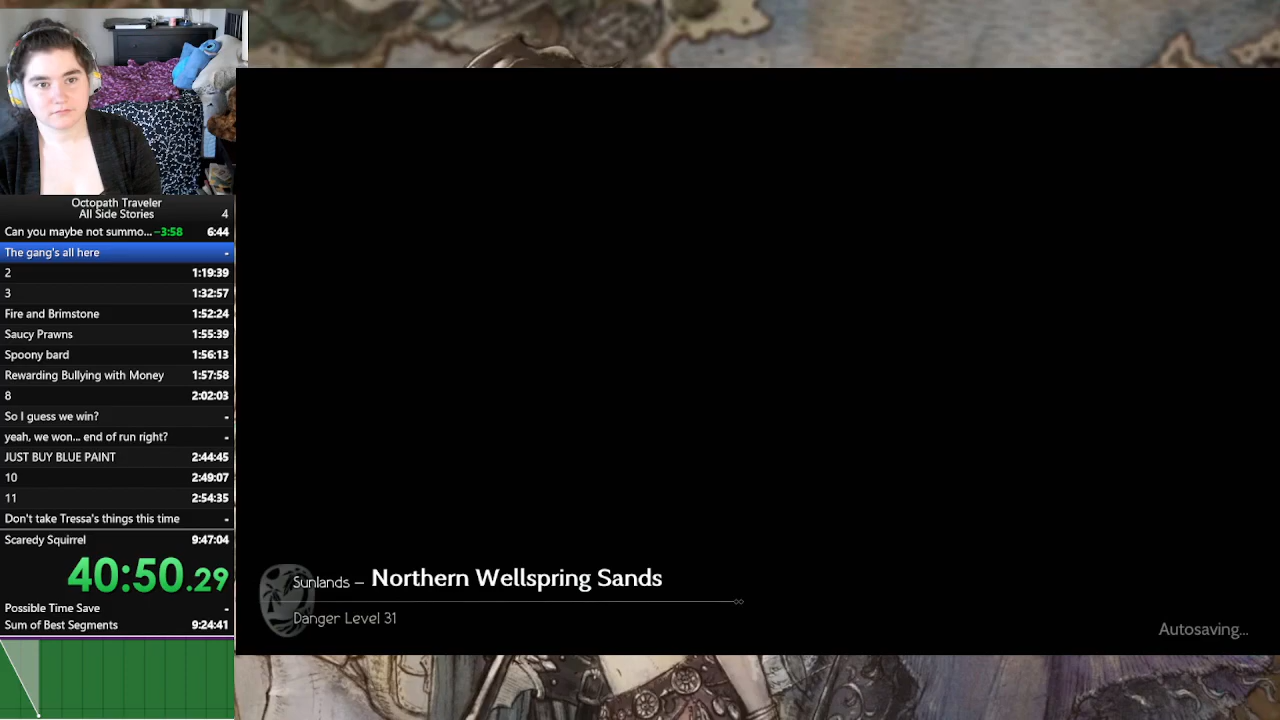 Octopath Traveler
All Side Stories 4
Can you maybe not summo... −3:58 6:44
The gang's all here -
2 1:19:39
3 1:32:57
Fire and Brimstone 1:52:24
Saucy Prawns 1:55:39
Spoony bard 1:56:13
Rewarding Bullying with Money 1:57:58
8 2:02:03
So I guess we win? -
yeah, we won... end of run right? -
JUST BUY BLUE PAINT 2:44:45
10 2:49:07
11 2:54:35
Don't take Tressa's things this time -
Scaredy Squirrel 9:47:04
40:50.29
Possible Time Save -
Sum of Best Segments 9:24:41
Sunlands – Northern Wellspring Sands
Danger Level 31
Autosaving...